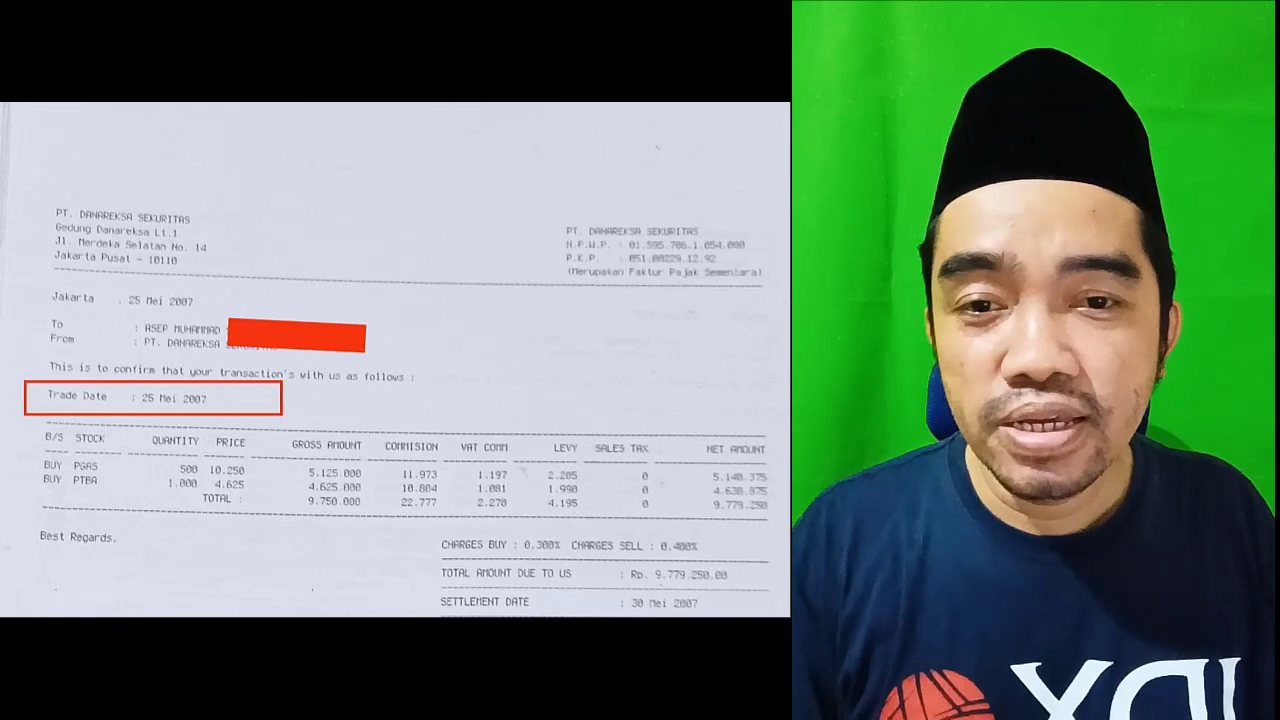 PT. DANAREKSA SEKURITAS
Gedung Danareksa Lt.1
Jl. Merdeka Selatan No. 14
Jakarta Pusat - 10110
PT. DANAREKSA SEKURITAS
N.P.W.P. : 01.595.706.1.054.000
P.K.P. : 051.00229.12.92
(Merupakan Faktur Pajak Sementara)
Jakarta . 25 Mei 2007
To : ASEP MUHAMMAD
From : PT. DANAREKSA
This is to confirm that your transaction's with us as follows :
Trade Date : 25 Mei 2007
B/S STOCK QUANTITY PRICE GROSS AMOUNT COMMISION VAT COMM LEVY SALES TAX NET AMOUNT
BUY PGAS 500 10.250 5.125.000 11.973 1.197 2.205 0 5.140.375
BUY PTBA 1.000 4.625 4.625.000 10.804 1.081 1.990 0 4.638.875
TOTAL : 9.750.000 22.777 2.278 4.195 0 9.779.250
Best Regards,
CHARGES BUY : 0,300% CHARGES SELL : 0.400%
TOTAL AMOUNT DUE TO US : Rp. 9.779.250.00
SETTLEMENT DATE : 30 Mei 2007